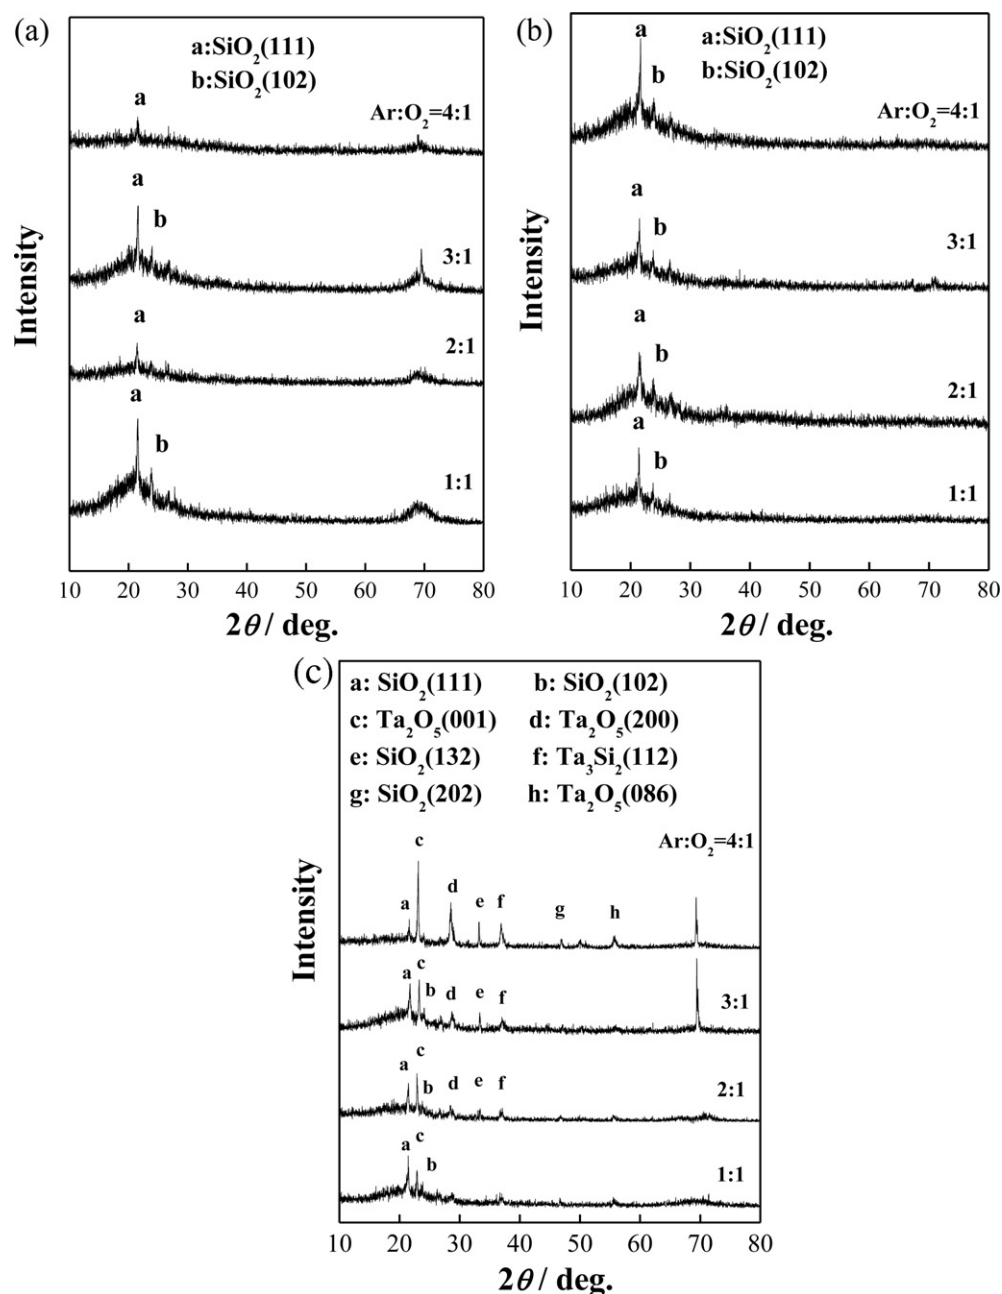 (a)
a:SiO₂(111)
b:SiO₂(102)
a
Ar:O₂=4:1
a
b
3:1
a
2:1
a
b
1:1
Intensity
10 20 30 40 50 60 70 80
2θ / deg.
(b)
a
a:SiO₂(111)
b
b:SiO₂(102)
Ar:O₂=4:1
a
b
3:1
a
b
2:1
a
b
1:1
Intensity
10 20 30 40 50 60 70 80
2θ / deg.
(c)
a: SiO₂(111) b: SiO₂(102)
c: Ta₂O₅(001) d: Ta₂O₅(200)
e: SiO₂(132) f: Ta₃Si₂(112)
g: SiO₂(202) h: Ta₂O₅(086)
Ar:O₂=4:1
c
a d e f g h
c
a b d e f
3:1
c
a b d e f
2:1
c
a b
1:1
Intensity
10 20 30 40 50 60 70 80
2θ / deg.